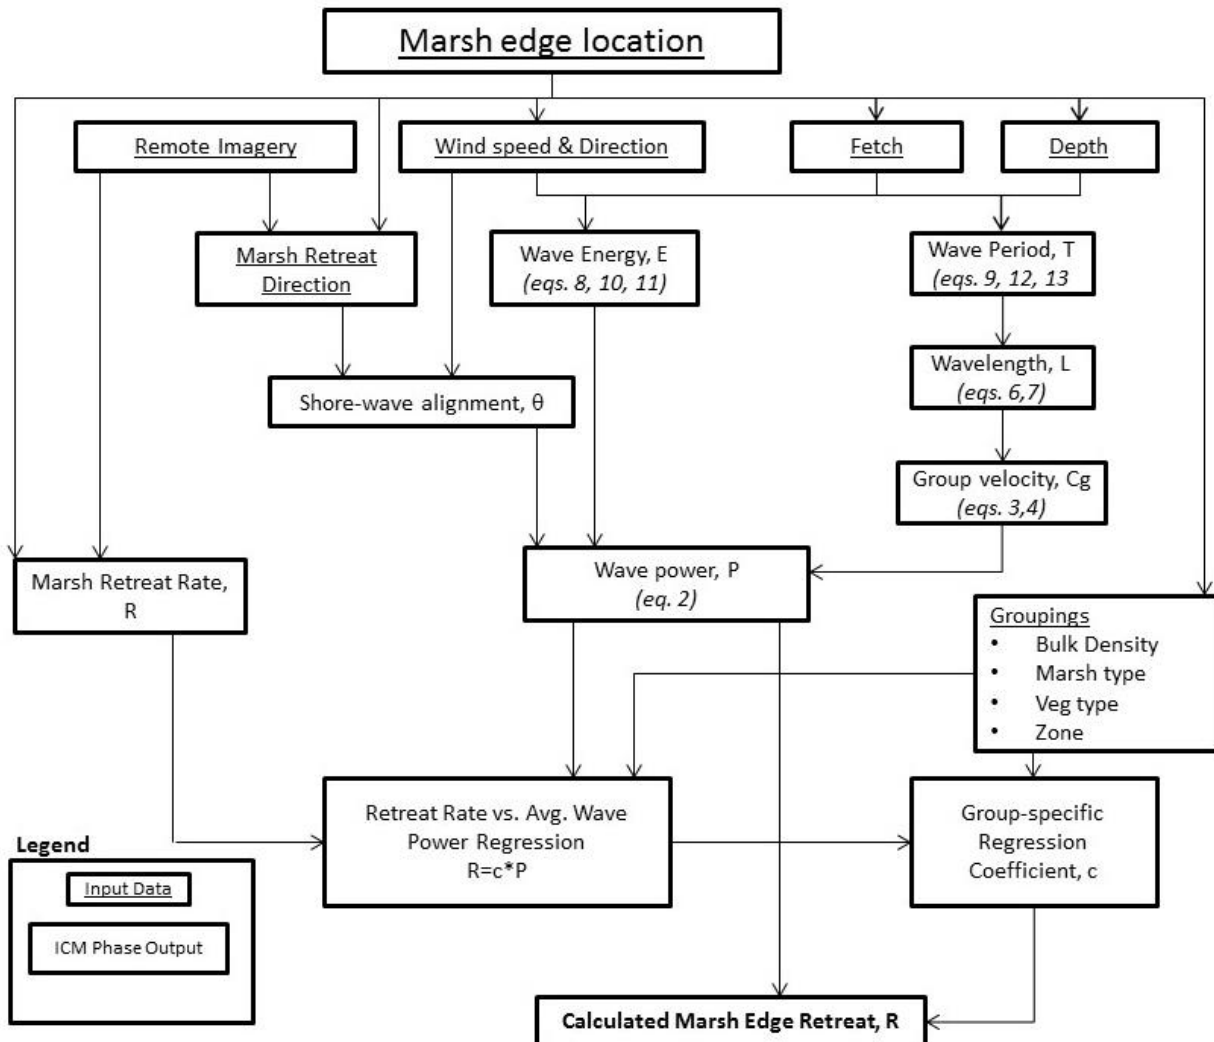 Marsh edge location
Remote Imagery
Wind speed & Direction
Fetch
Depth
Marsh Retreat
Direction
Wave Energy, E
(eqs. 8, 10, 11)
Wave Period, T
(eqs. 9, 12, 13
Wavelength, L
(eqs. 6,7)
Shore-wave alignment, θ
Group velocity, Cg
(eqs. 3,4)
Marsh Retreat Rate,
R
Wave power, P
(eq. 2)
Groupings
• Bulk Density
• Marsh type
• Veg type
• Zone
Retreat Rate vs. Avg. Wave
Power Regression
R=c*P
Group-specific
Regression
Coefficient, c
Legend
Input Data
ICM Phase Output
Calculated Marsh Edge Retreat, R